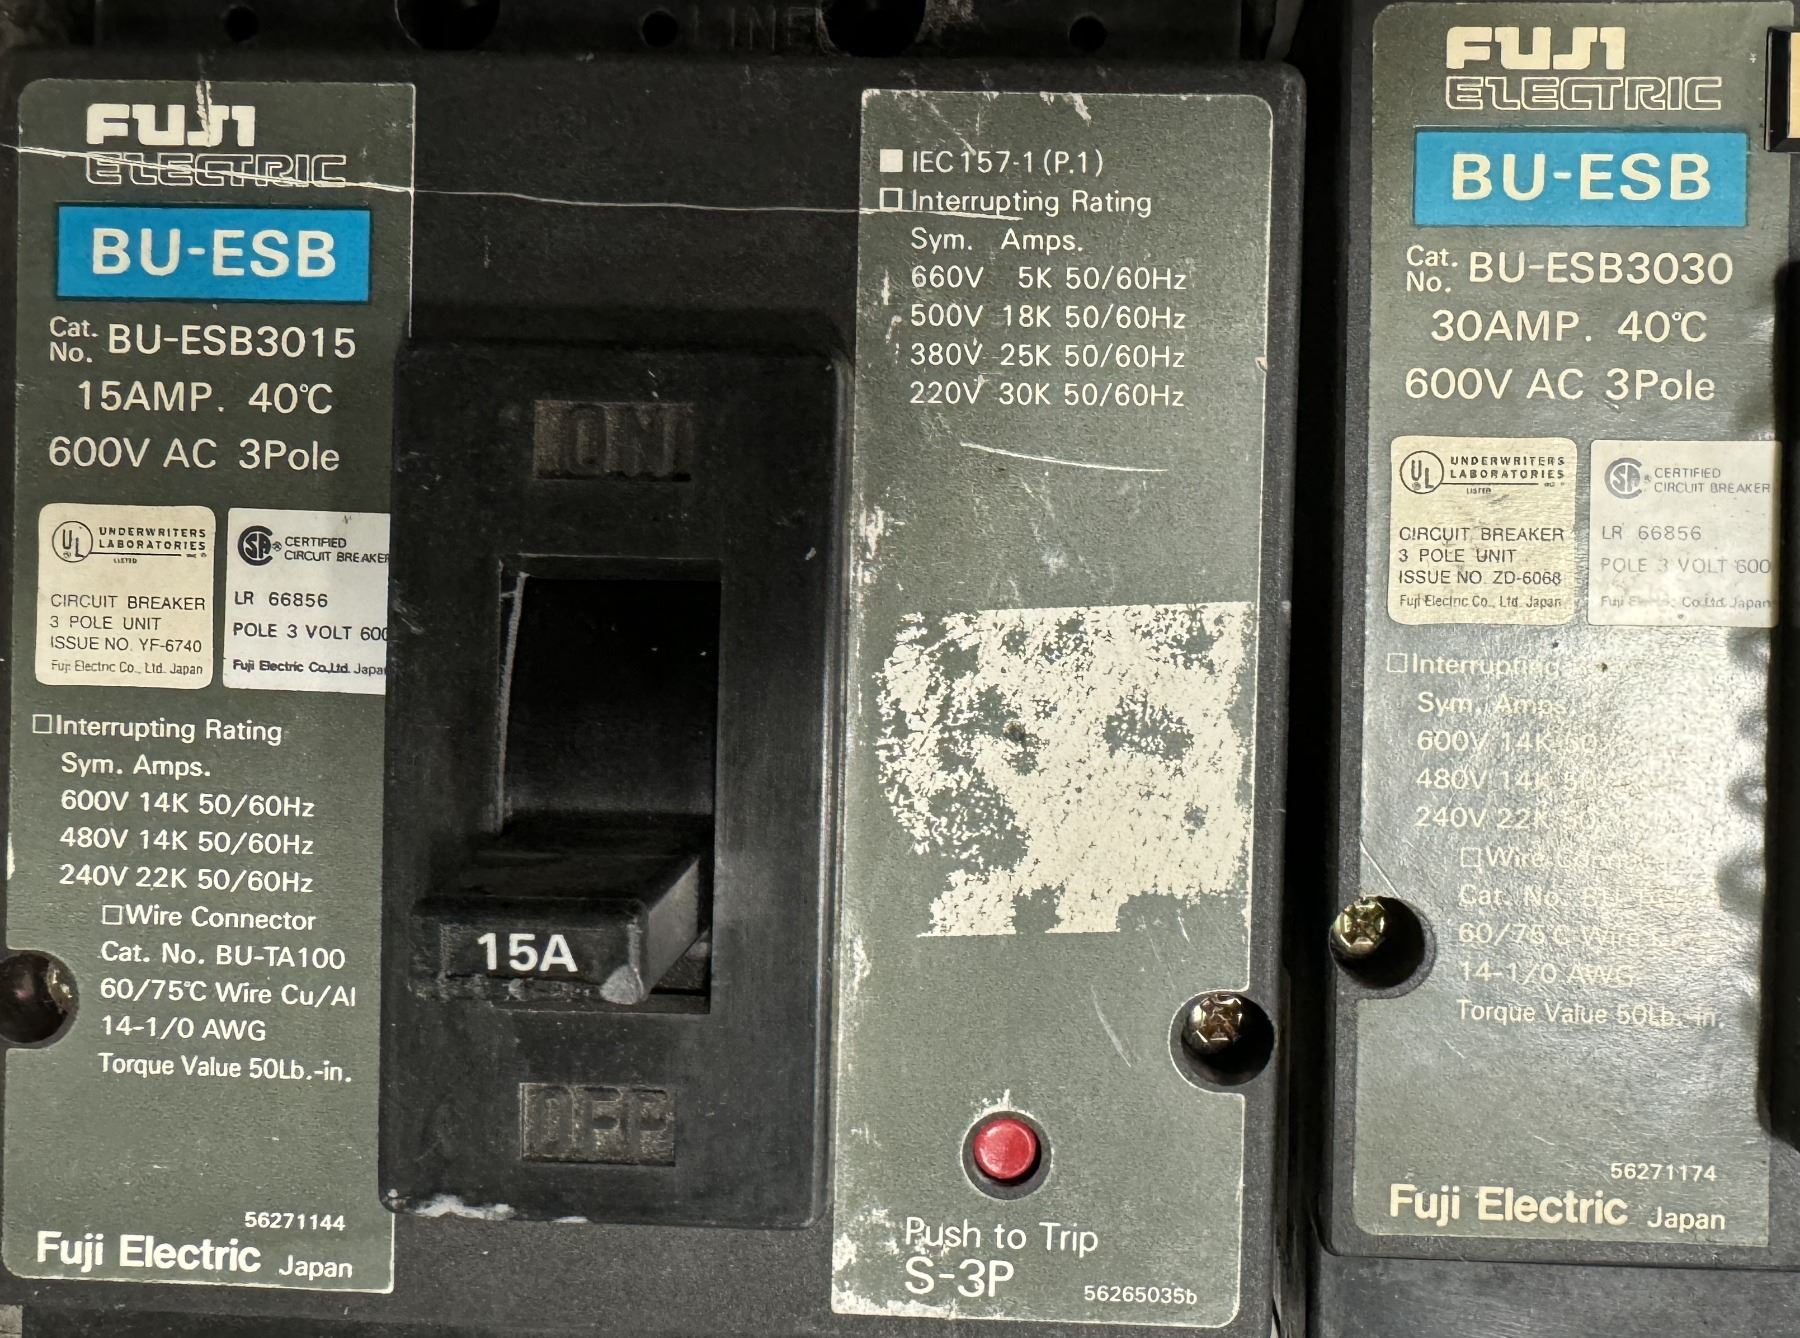 LINE
FUJI
ELECTRIC
BU-ESB
Cat. No. BU-ESB3015
15AMP. 40℃
600V AC 3Pole
UL UNDERWRITERS
LABORATORIES
LISTED
CIRCUIT BREAKER
3 POLE UNIT
ISSUE NO. YF-6740
Fuji Electric Co., Ltd. Japan
CERTIFIED
CIRCUIT BREAKER
LR 66856
POLE 3 VOLT 600
Fuji Electric Co.,Ltd. Japan
□Interrupting Rating
Sym. Amps.
600V 14K 50/60Hz
480V 14K 50/60Hz
240V 22K 50/60Hz
□Wire Connector
Cat. No. BU-TA100
60/75℃ Wire Cu/Al
14-1/0 AWG
Torque Value 50Lb.-in.
56271144
Fuji Electric Japan
ON
15A
OFF
■ IEC 157-1 (P.1)
□ Interrupting Rating
Sym. Amps.
660V 5K 50/60Hz
500V 18K 50/60Hz
380V 25K 50/60Hz
220V 30K 50/60Hz
Push to Trip
S-3P
56265035b
FUJI
ELECTRIC
BU-ESB
Cat. No. BU-ESB3030
30AMP. 40℃
600V AC 3Pole
UL UNDERWRITERS
LABORATORIES
LISTED
CIRCUIT BREAKER
3 POLE UNIT
ISSUE NO. ZD-6068
Fuji Electric Co., Ltd. Japan
CERTIFIED
CIRCUIT BREAKER
LR 66856
POLE 3 VOLT 600
Fuji Electric Co.Ltd. Japan
□Interrupting
Sym. Amps.
600V 14K
480V 14K
240V 22K
□Wire
Cat. No.
60/75℃ Wire
14-1/0 AWG
Torque Value 50Lb.-in.
56271174
Fuji Electric Japan